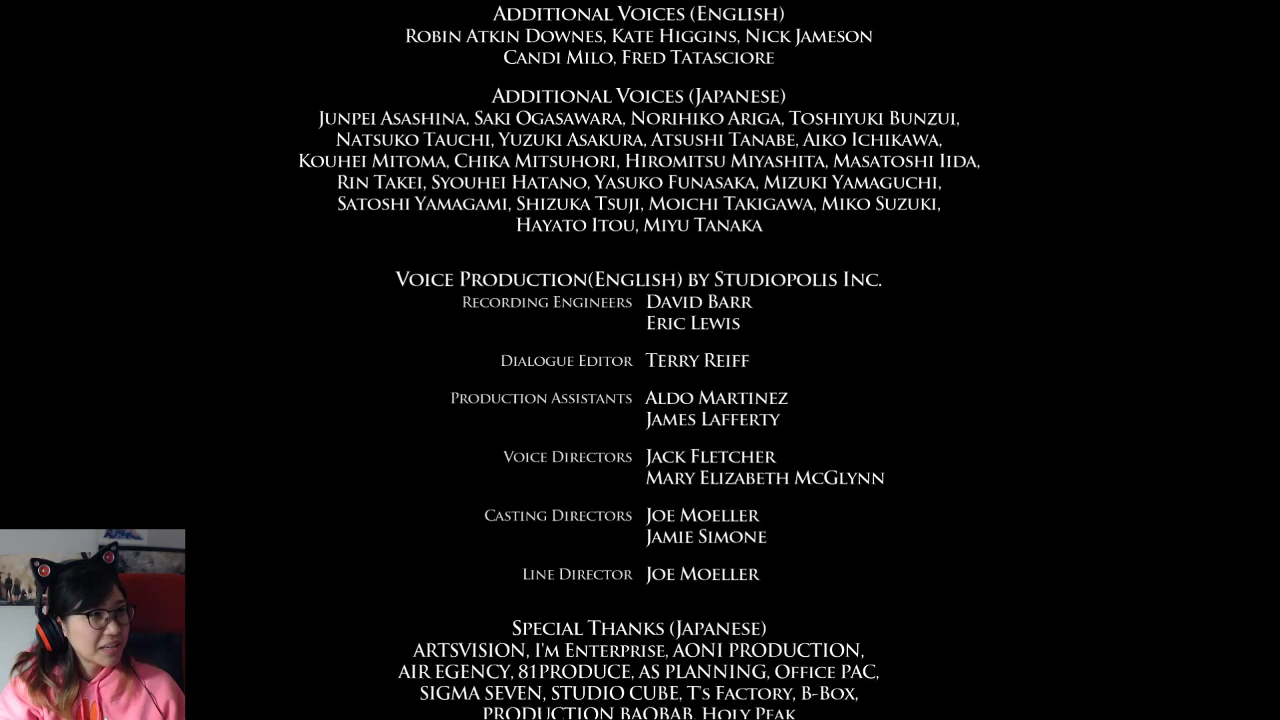 ADDITIONAL VOICES (ENGLISH)
ROBIN ATKIN DOWNES, KATE HIGGINS, NICK JAMESON
CANDI MILO, FRED TATASCIORE
ADDITIONAL VOICES (JAPANESE)
JUNPEI ASASHINA, SAKI OGASAWARA, NORIHIKO ARIGA, TOSHIYUKI BUNZUI,
NATSUKO TAUCHI, YUZUKI ASAKURA, ATSUSHI TANABE, AIKO ICHIKAWA,
KOUHEI MITOMA, CHIKA MITSUHORI, HIROMITSU MIYASHITA, MASATOSHI IIDA,
RIN TAKEI, SYOUHEI HATANO, YASUKO FUNASAKA, MIZUKI YAMAGUCHI,
SATOSHI YAMAGAMI, SHIZUKA TSUJI, MOICHI TAKIGAWA, MIKO SUZUKI,
HAYATO ITOU, MIYU TANAKA
VOICE PRODUCTION(ENGLISH) BY STUDIOPOLIS INC.
RECORDING ENGINEERS DAVID BARR
ERIC LEWIS
DIALOGUE EDITOR TERRY REIFF
PRODUCTION ASSISTANTS ALDO MARTINEZ
JAMES LAFFERTY
VOICE DIRECTORS JACK FLETCHER
MARY ELIZABETH MCGLYNN
CASTING DIRECTORS JOE MOELLER
JAMIE SIMONE
LINE DIRECTOR JOE MOELLER
SPECIAL THANKS (JAPANESE)
ARTSVISION, I'M ENTERPRISE, AONI PRODUCTION,
AIR EGENCY, 81PRODUCE, AS PLANNING, OFFICE PAC,
SIGMA SEVEN, STUDIO CUBE, T'S FACTORY, B-BOX,
PRODUCTION BAOBAB, HOLY PEAK